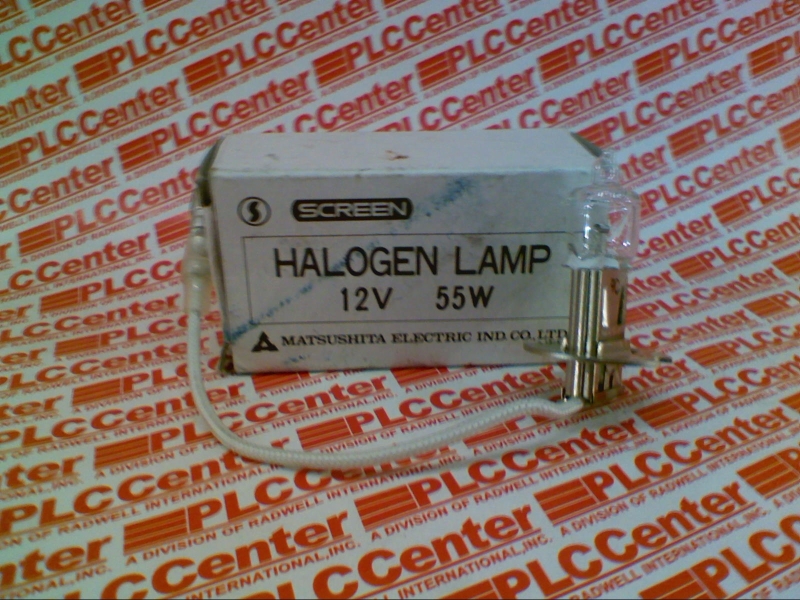 SCREEN
HALOGEN LAMP
12V 55W
MATSUSHITA ELECTRIC IND. CO., LTD.
PLCCenter
A DIVISION OF RADWELL INTERNATIONAL, INC.